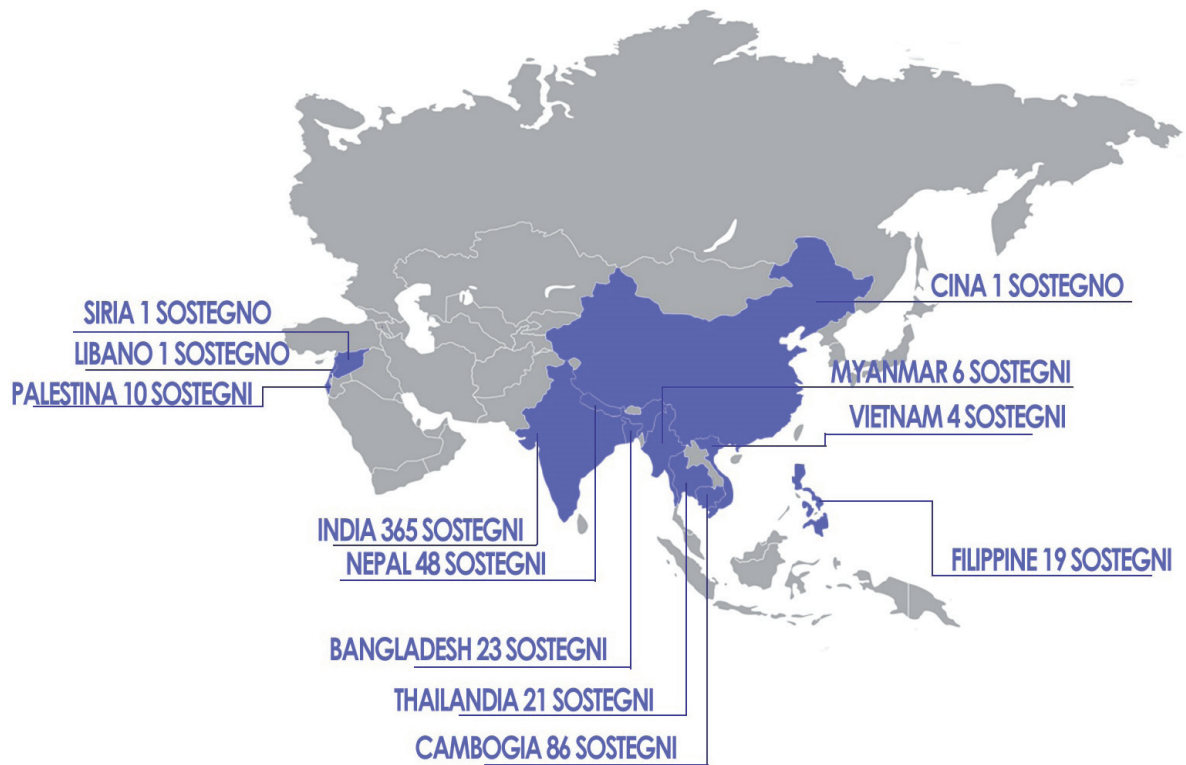 CINA 1 SOSTEGNO
SIRIA 1 SOSTEGNO
LIBANO 1 SOSTEGNO
MYANMAR 6 SOSTEGNI
PALESTINA 10 SOSTEGNI
VIETNAM 4 SOSTEGNI
INDIA 365 SOSTEGNI
NEPAL 48 SOSTEGNI
FILIPPINE 19 SOSTEGNI
BANGLADESH 23 SOSTEGNI
THAILANDIA 21 SOSTEGNI
CAMBOGIA 86 SOSTEGNI